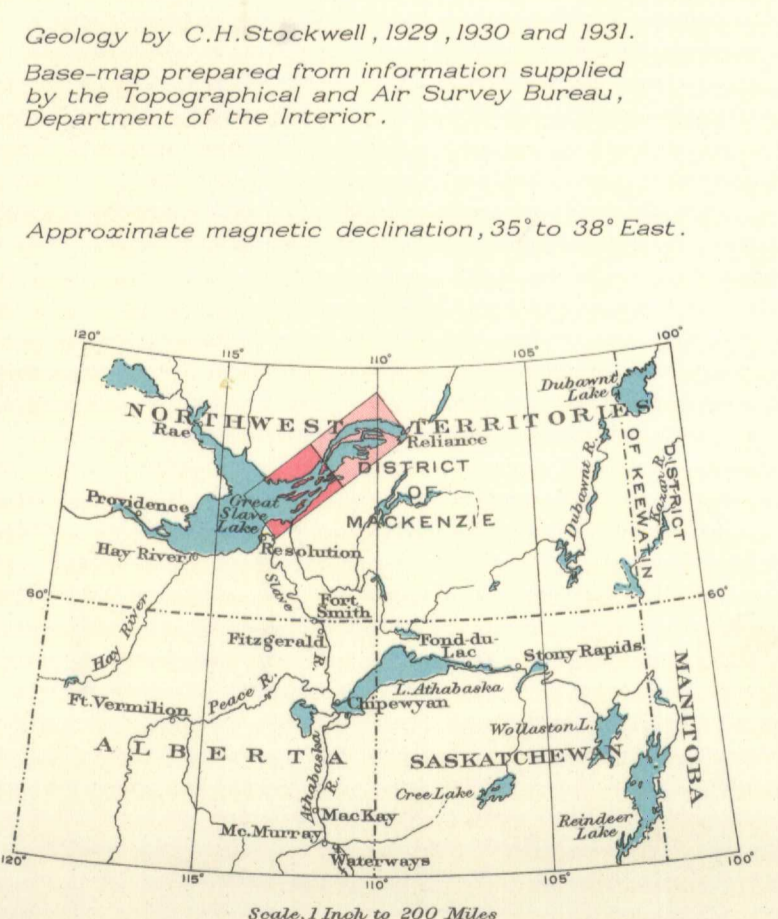 Geology by C.H.Stockwell, 1929, 1930 and 1931.
Base-map prepared from information supplied
by the Topographical and Air Survey Bureau,
Department of the Interior.
Approximate magnetic declination, 35° to 38° East.
120°
115°
110°
105°
100°
Dubawnt
Lake
NORTHWEST TERRITORIES
Rae
Reliance
DISTRICT
OF
MACKENZIE
DISTRICT
OF KEEWATIN
Kazan R.
Dubawnt R.
Providence
Great
Slave
Lake
Hay River
Resolution
Slave
R.
60°
60°
Fort
Smith
Hay River
Fitzgerald
Fond-du-
Lac
Stony Rapids
L. Athabaska
Ft. Vermilion
Peace R.
Chipewyan
MANITOBA
Wollaston L.
ALBERTA
SASKATCHEWAN
Athabaska
R.
Cree Lake
MacKay
Reindeer
Lake
Mc.Murray
Waterways
120°
115°
110°
105°
100°
Scale, 1 Inch to 200 Miles